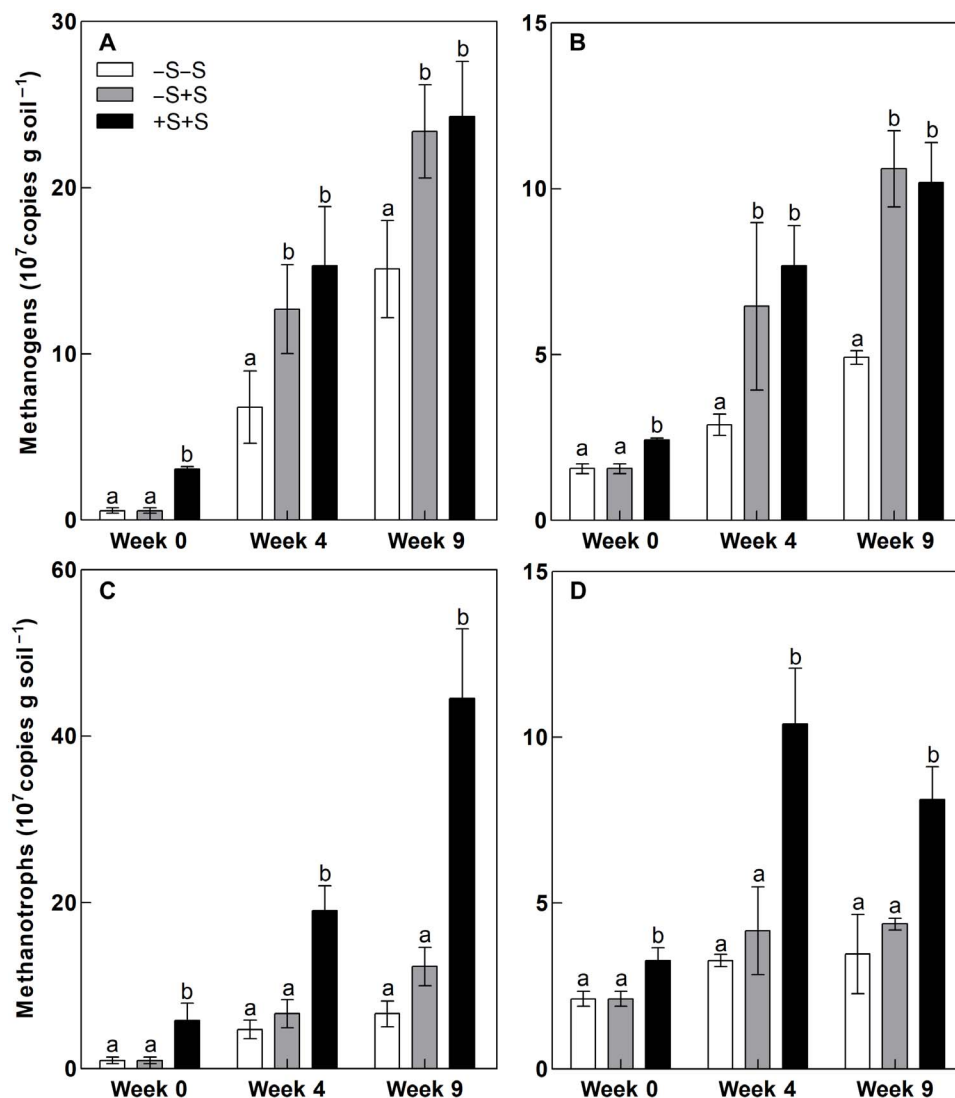 A
–S–S
–S+S
+S+S
30
20
10
0
Methanogens (10⁷copies g soil⁻¹)
a
a
b
a
b
b
a
b
b
Week 0
Week 4
Week 9
B
15
10
5
0
a
a
b
a
b
b
a
b
b
Week 0
Week 4
Week 9
C
60
40
20
0
Methanotrophs (10⁷copies g soil⁻¹)
a
a
b
a
a
b
a
a
b
Week 0
Week 4
Week 9
D
15
10
5
0
a
a
b
a
a
b
a
a
b
Week 0
Week 4
Week 9